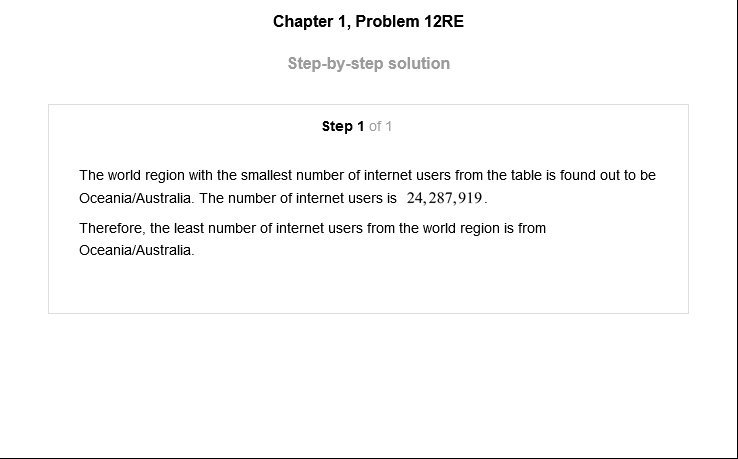 Chapter 1, Problem 12RE
Step-by-step solution
Step 1 of 1
The world region with the smallest number of internet users from the table is found out to be
Oceania/Australia. The number of internet users is 24,287,919.
Therefore, the least number of internet users from the world region is from
Oceania/Australia.